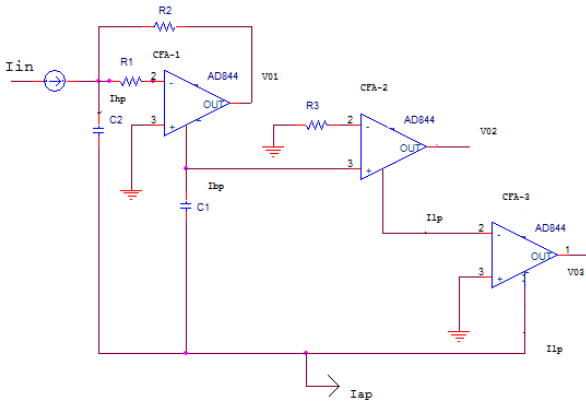 R2
CFA-1
Iin
R1
2
AD844
V01
-
OUT
Ihp
3
+
C2
CFA-2
R3
2
AD844
-
OUT
V02
3
+
Ibp
C1
CFA-3
Ilp
2
AD844
-
OUT
1
V03
3
+
Ilp
Iap